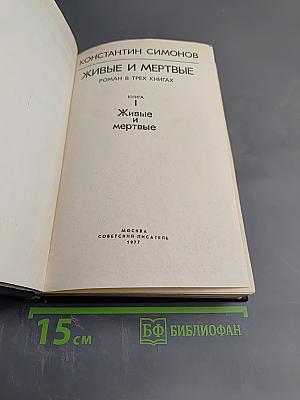 КОНСТАНТИН СИМОНОВ
ЖИВЫЕ И МЕРТВЫЕ
РОМАН В ТРЕХ КНИГАХ
КНИГА
I
Живые
и
мертвые
МОСКВА
СОВЕТСКИЙ ПИСАТЕЛЬ
1977
15 см
БФ БИБЛИОФАН